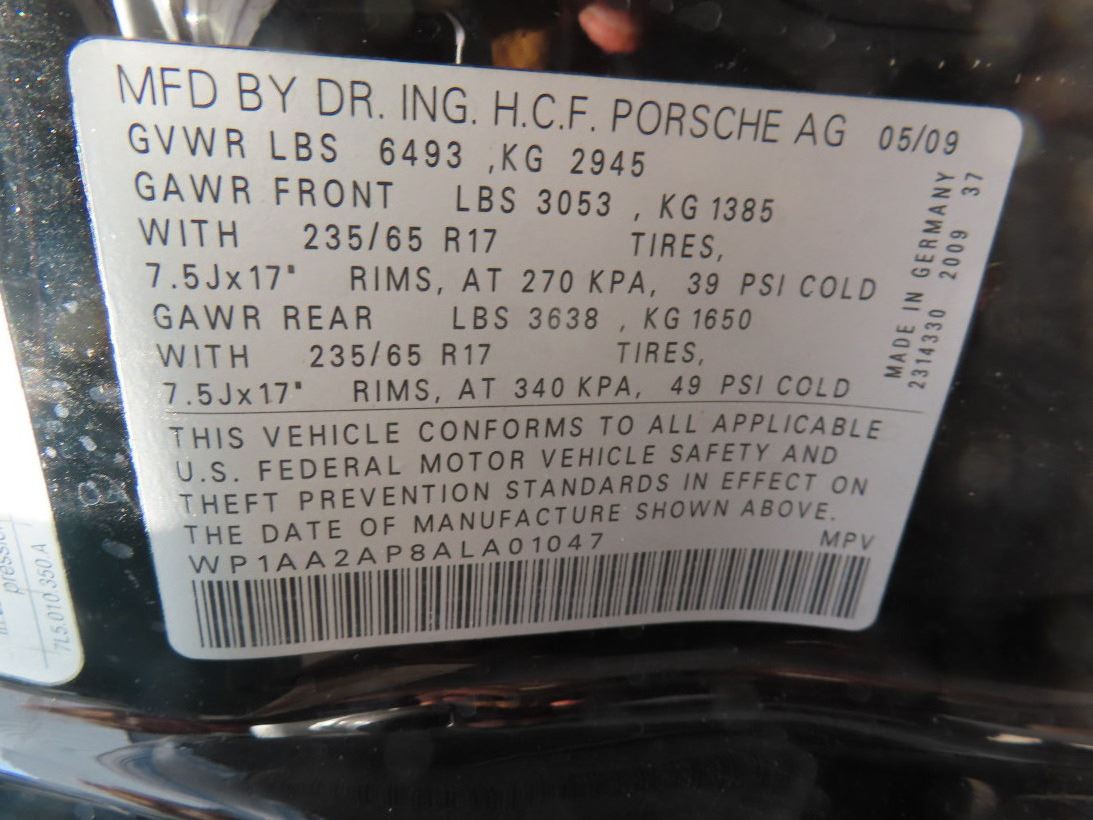 MFD BY DR. ING. H.C.F. PORSCHE AG 05/09
GVWR LBS 6493 ,KG 2945
GAWR FRONT LBS 3053 , KG 1385
WITH 235/65 R17 TIRES,
7.5Jx17" RIMS, AT 270 KPA, 39 PSI COLD
GAWR REAR LBS 3638 , KG 1650
WITH 235/65 R17 TIRES,
7.5Jx17" RIMS, AT 340 KPA, 49 PSI COLD
MADE IN GERMANY
2314330 2009 37
THIS VEHICLE CONFORMS TO ALL APPLICABLE
U.S. FEDERAL MOTOR VEHICLE SAFETY AND
THEFT PREVENTION STANDARDS IN EFFECT ON
THE DATE OF MANUFACTURE SHOWN ABOVE.
WP1AA2AP8ALA01047 MPV
7L5.010.350.A